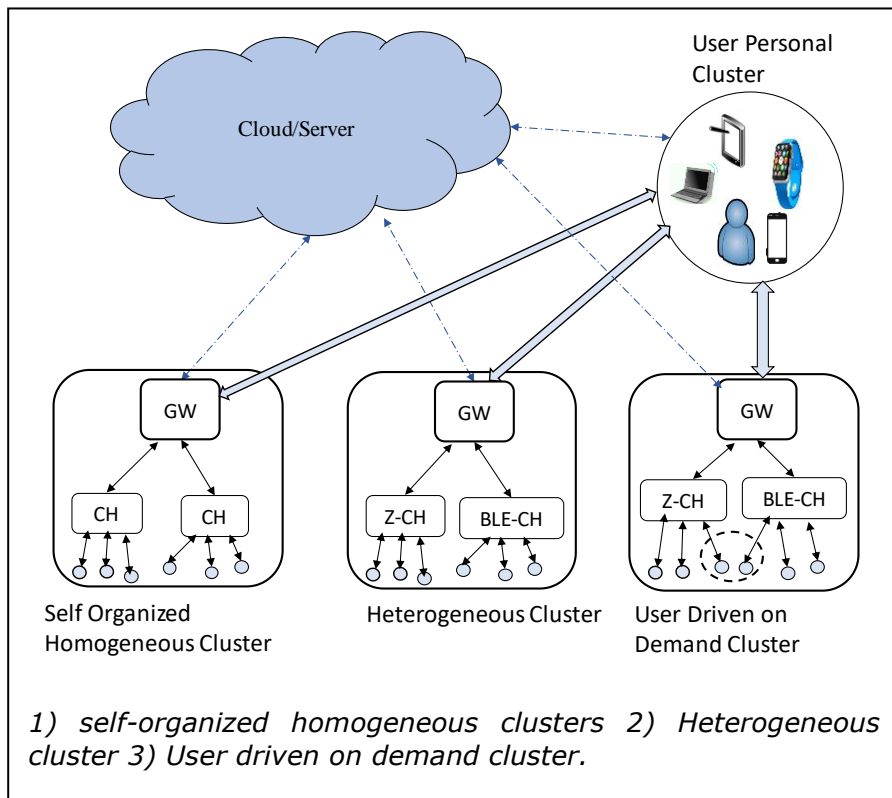 User Personal
Cluster
Cloud/Server
GW
GW
GW
CH
CH
Z-CH
BLE-CH
Z-CH
BLE-CH
Self Organized
Homogeneous Cluster
Heterogeneous Cluster
User Driven on
Demand Cluster
1) self-organized homogeneous clusters 2) Heterogeneous
cluster 3) User driven on demand cluster.